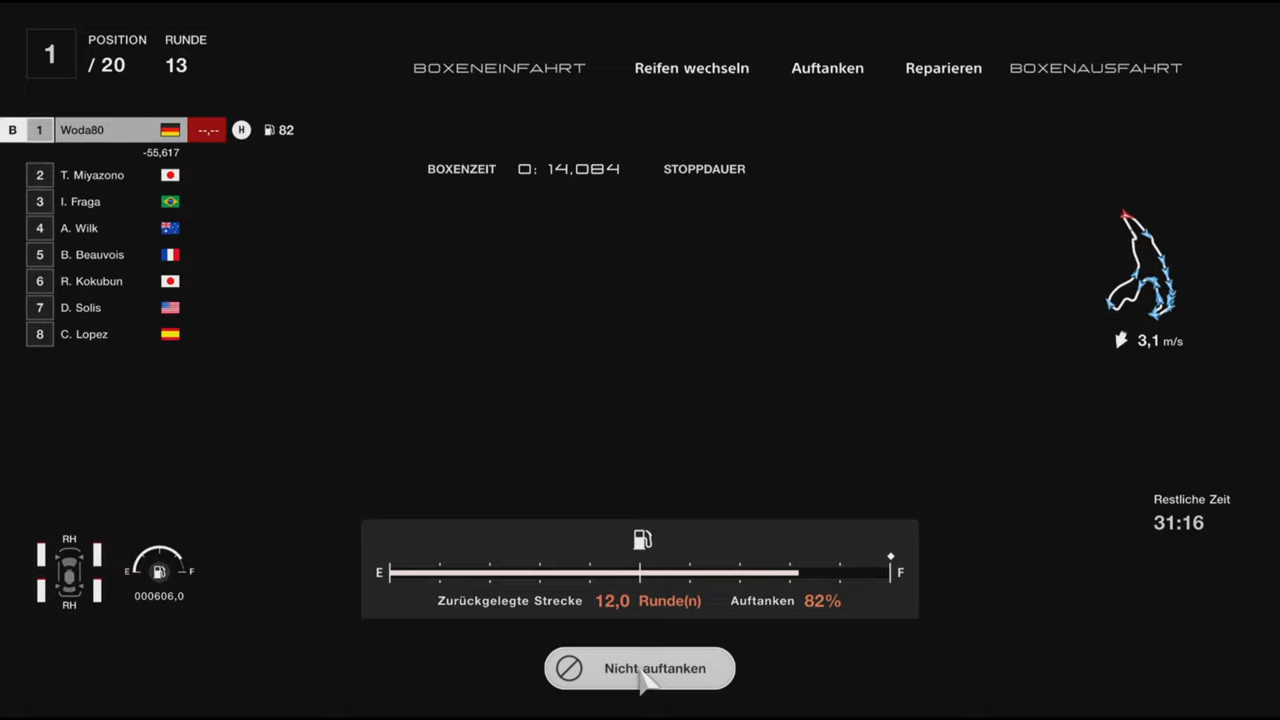 1
POSITION RUNDE
/ 20 13
BOXENEINFAHRT Reifen wechseln Auftanken Reparieren BOXENAUSFAHRT
B 1 Woda80 --,-- H 82
-55,617
2 T. Miyazono
3 I. Fraga
4 A. Wilk
5 B. Beauvois
6 R. Kokubun
7 D. Solis
8 C. Lopez
BOXENZEIT 0: 14,084 STOPPDAUER
3,1 m/s
Restliche Zeit
31:16
RH
RH
E F
000606,0
E F
Zurückgelegte Strecke 12,0 Runde(n) Auftanken 82%
Nicht auftanken